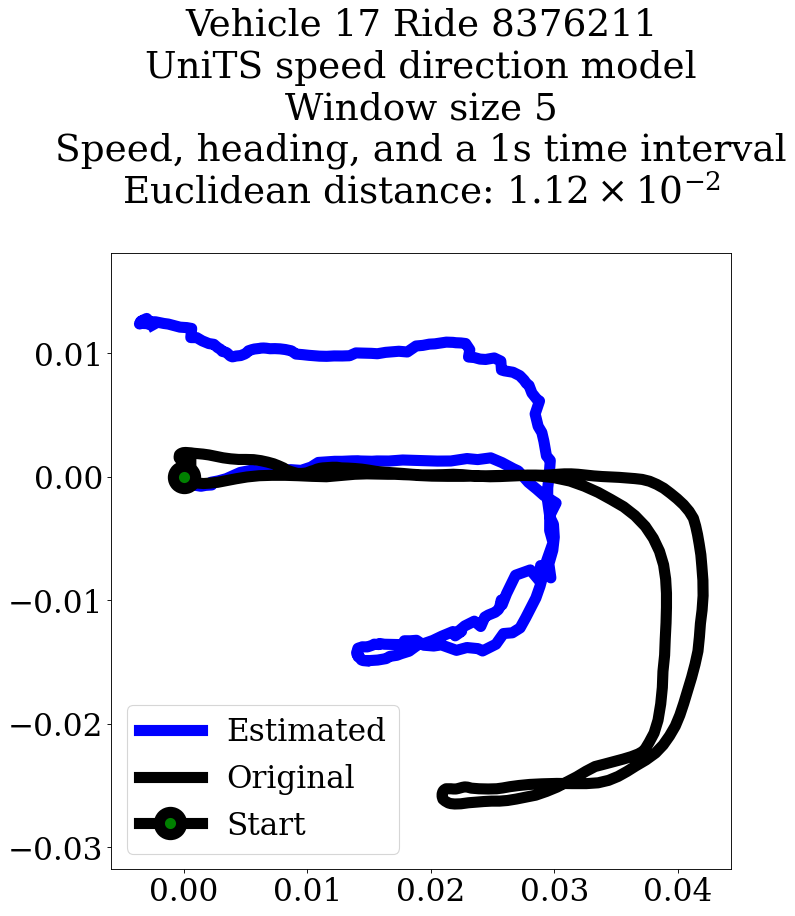 Vehicle 17 Ride 8376211
UniTS speed direction model
Window size 5
Speed, heading, and a 1s time interval
Euclidean distance: 1.12 × 10⁻²
0.01
0.00
−0.01
−0.02
−0.03
Estimated
Original
Start
0.00 0.01 0.02 0.03 0.04